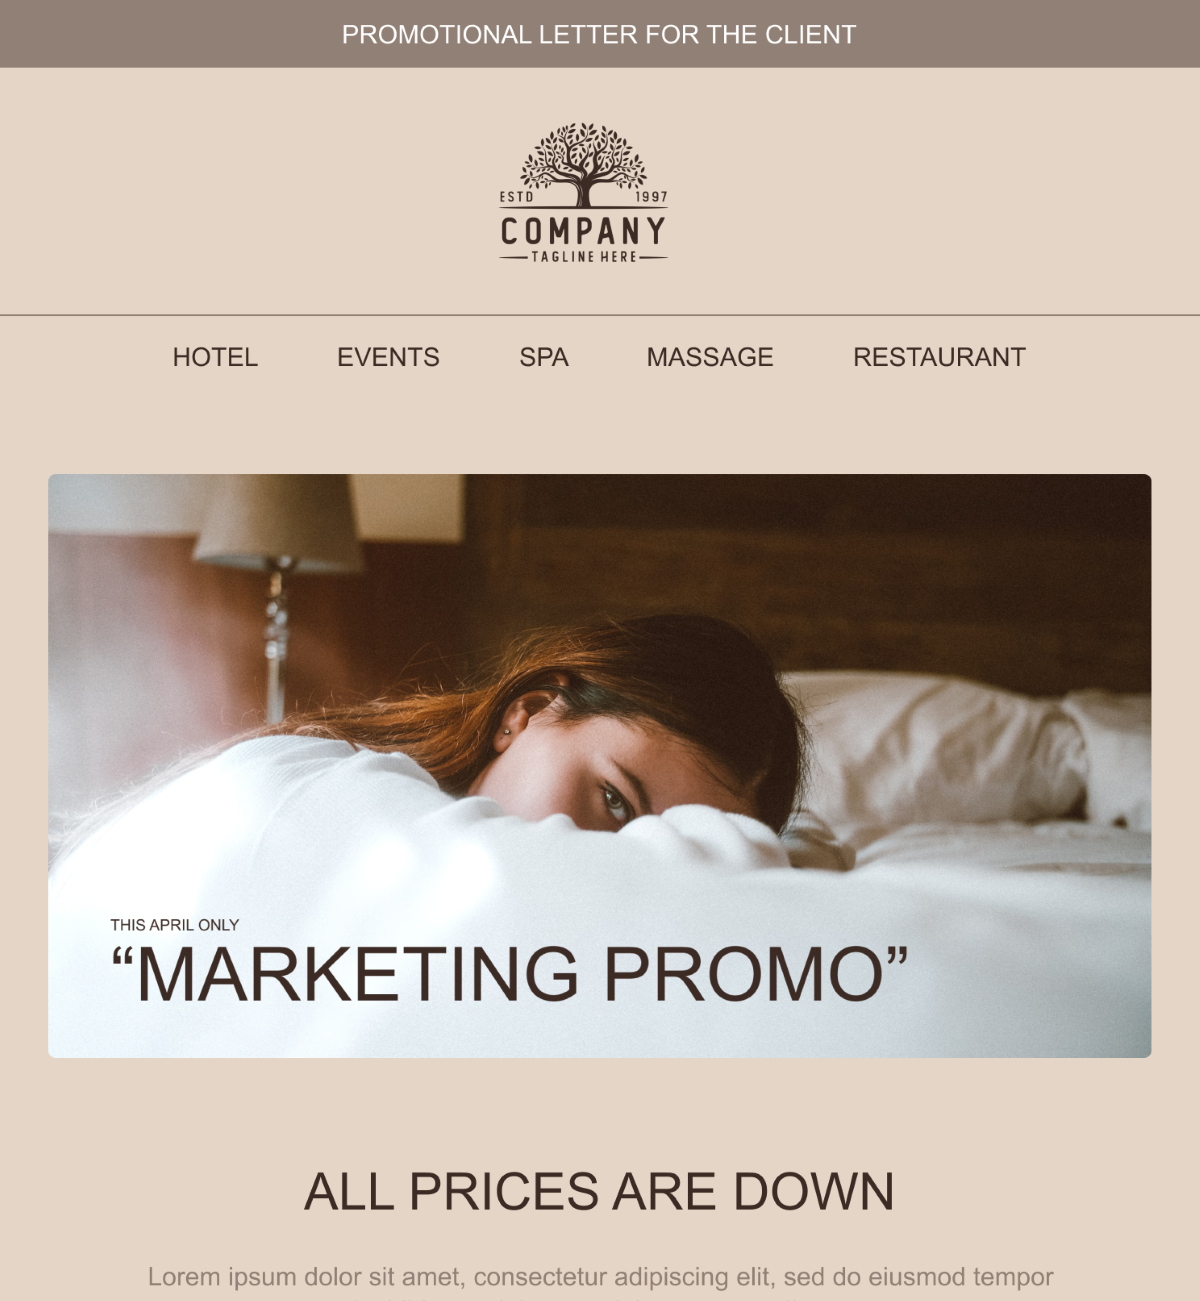 PROMOTIONAL LETTER FOR THE CLIENT
ESTD 1997
COMPANY
TAGLINE HERE
HOTEL EVENTS SPA MASSAGE RESTAURANT
THIS APRIL ONLY
“MARKETING PROMO”
ALL PRICES ARE DOWN
Lorem ipsum dolor sit amet, consectetur adipiscing elit, sed do eiusmod tempor